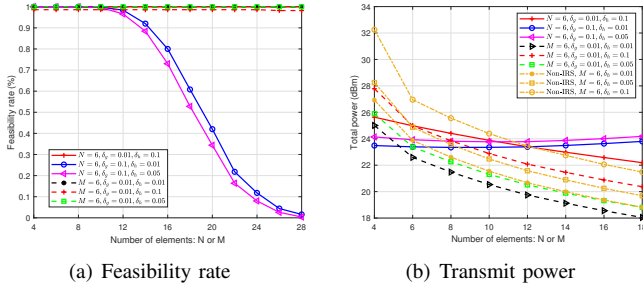 1
0.9
0.8
0.7
0.6
0.5
0.4
0.3
0.2
0.1
0
Feasibility rate (%)
N = 6, δg = 0.01, δh = 0.1
N = 6, δg = 0.1, δh = 0.01
N = 6, δg = 0.1, δh = 0.05
M = 6, δg = 0.01, δh = 0.01
M = 6, δg = 0.01, δh = 0.1
M = 6, δg = 0.01, δh = 0.05
4 8 12 16 20 24 28
Number of elements: N or M
(a) Feasibility rate
34
32
30
28
26
24
22
20
18
Total power (dBm)
N = 6, δg = 0.01, δh = 0.1
N = 6, δg = 0.1, δh = 0.01
N = 6, δg = 0.1, δh = 0.05
M = 6, δg = 0.01, δh = 0.01
M = 6, δg = 0.01, δh = 0.1
M = 6, δg = 0.01, δh = 0.05
Non-IRS, M = 6, δh = 0.01
Non-IRS, M = 6, δh = 0.05
Non-IRS, M = 6, δh = 0.1
4 6 8 10 12 14 16 18
Number of elements: N or M
(b) Transmit power